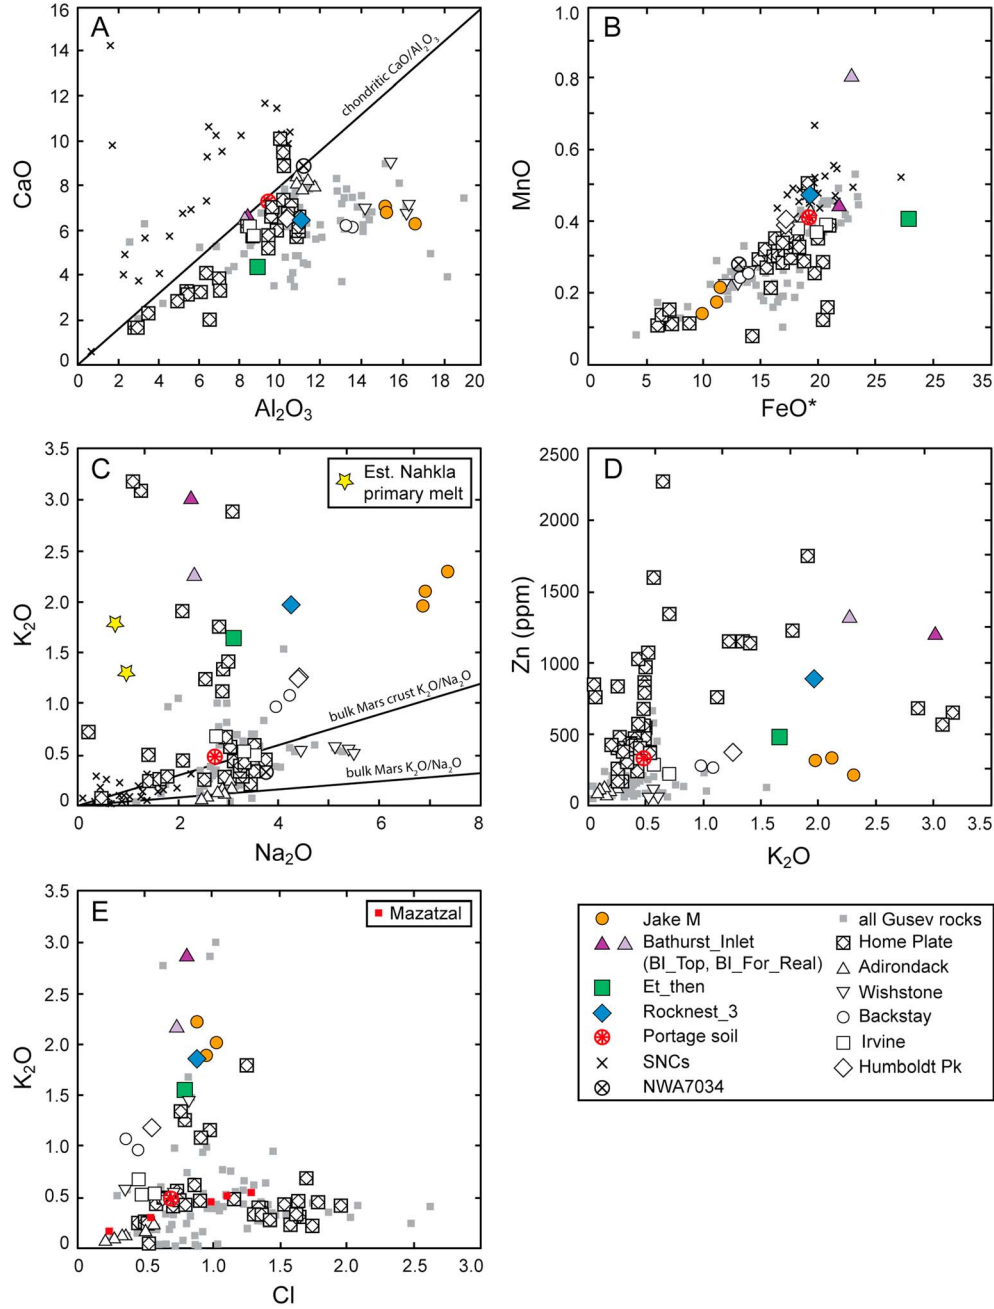 A
16
14
12
10
8
6
4
2
0
CaO
chondritic CaO/Al₂O₃
0 2 4 6 8 10 12 14 16 18 20
Al₂O₃
B
1.0
0.8
0.6
0.4
0.2
0
MnO
0 5 10 15 20 25 35
FeO*
C
3.5
3.0
2.5
2.0
1.5
1.0
0.5
0
K₂O
Est. Nahkla
primary melt
bulk Mars crust K₂O/Na₂O
bulk Mars K₂O/Na₂O
0 2 4 6 8
Na₂O
D
2500
2000
1500
1000
500
0
Zn (ppm)
0 0.5 1.0 1.5 2.0 2.5 3.0 3.5
K₂O
E
3.5
3.0
2.5
2.0
1.5
1.0
0.5
0
K₂O
Mazatzal
0 0.5 1.0 1.5 2.0 2.5 3.0
Cl
Jake M
Bathurst_Inlet
(BI_Top, BI_For_Real)
Et_then
Rocknest_3
Portage soil
SNCs
NWA7034
all Gusev rocks
Home Plate
Adirondack
Wishstone
Backstay
Irvine
Humboldt Pk